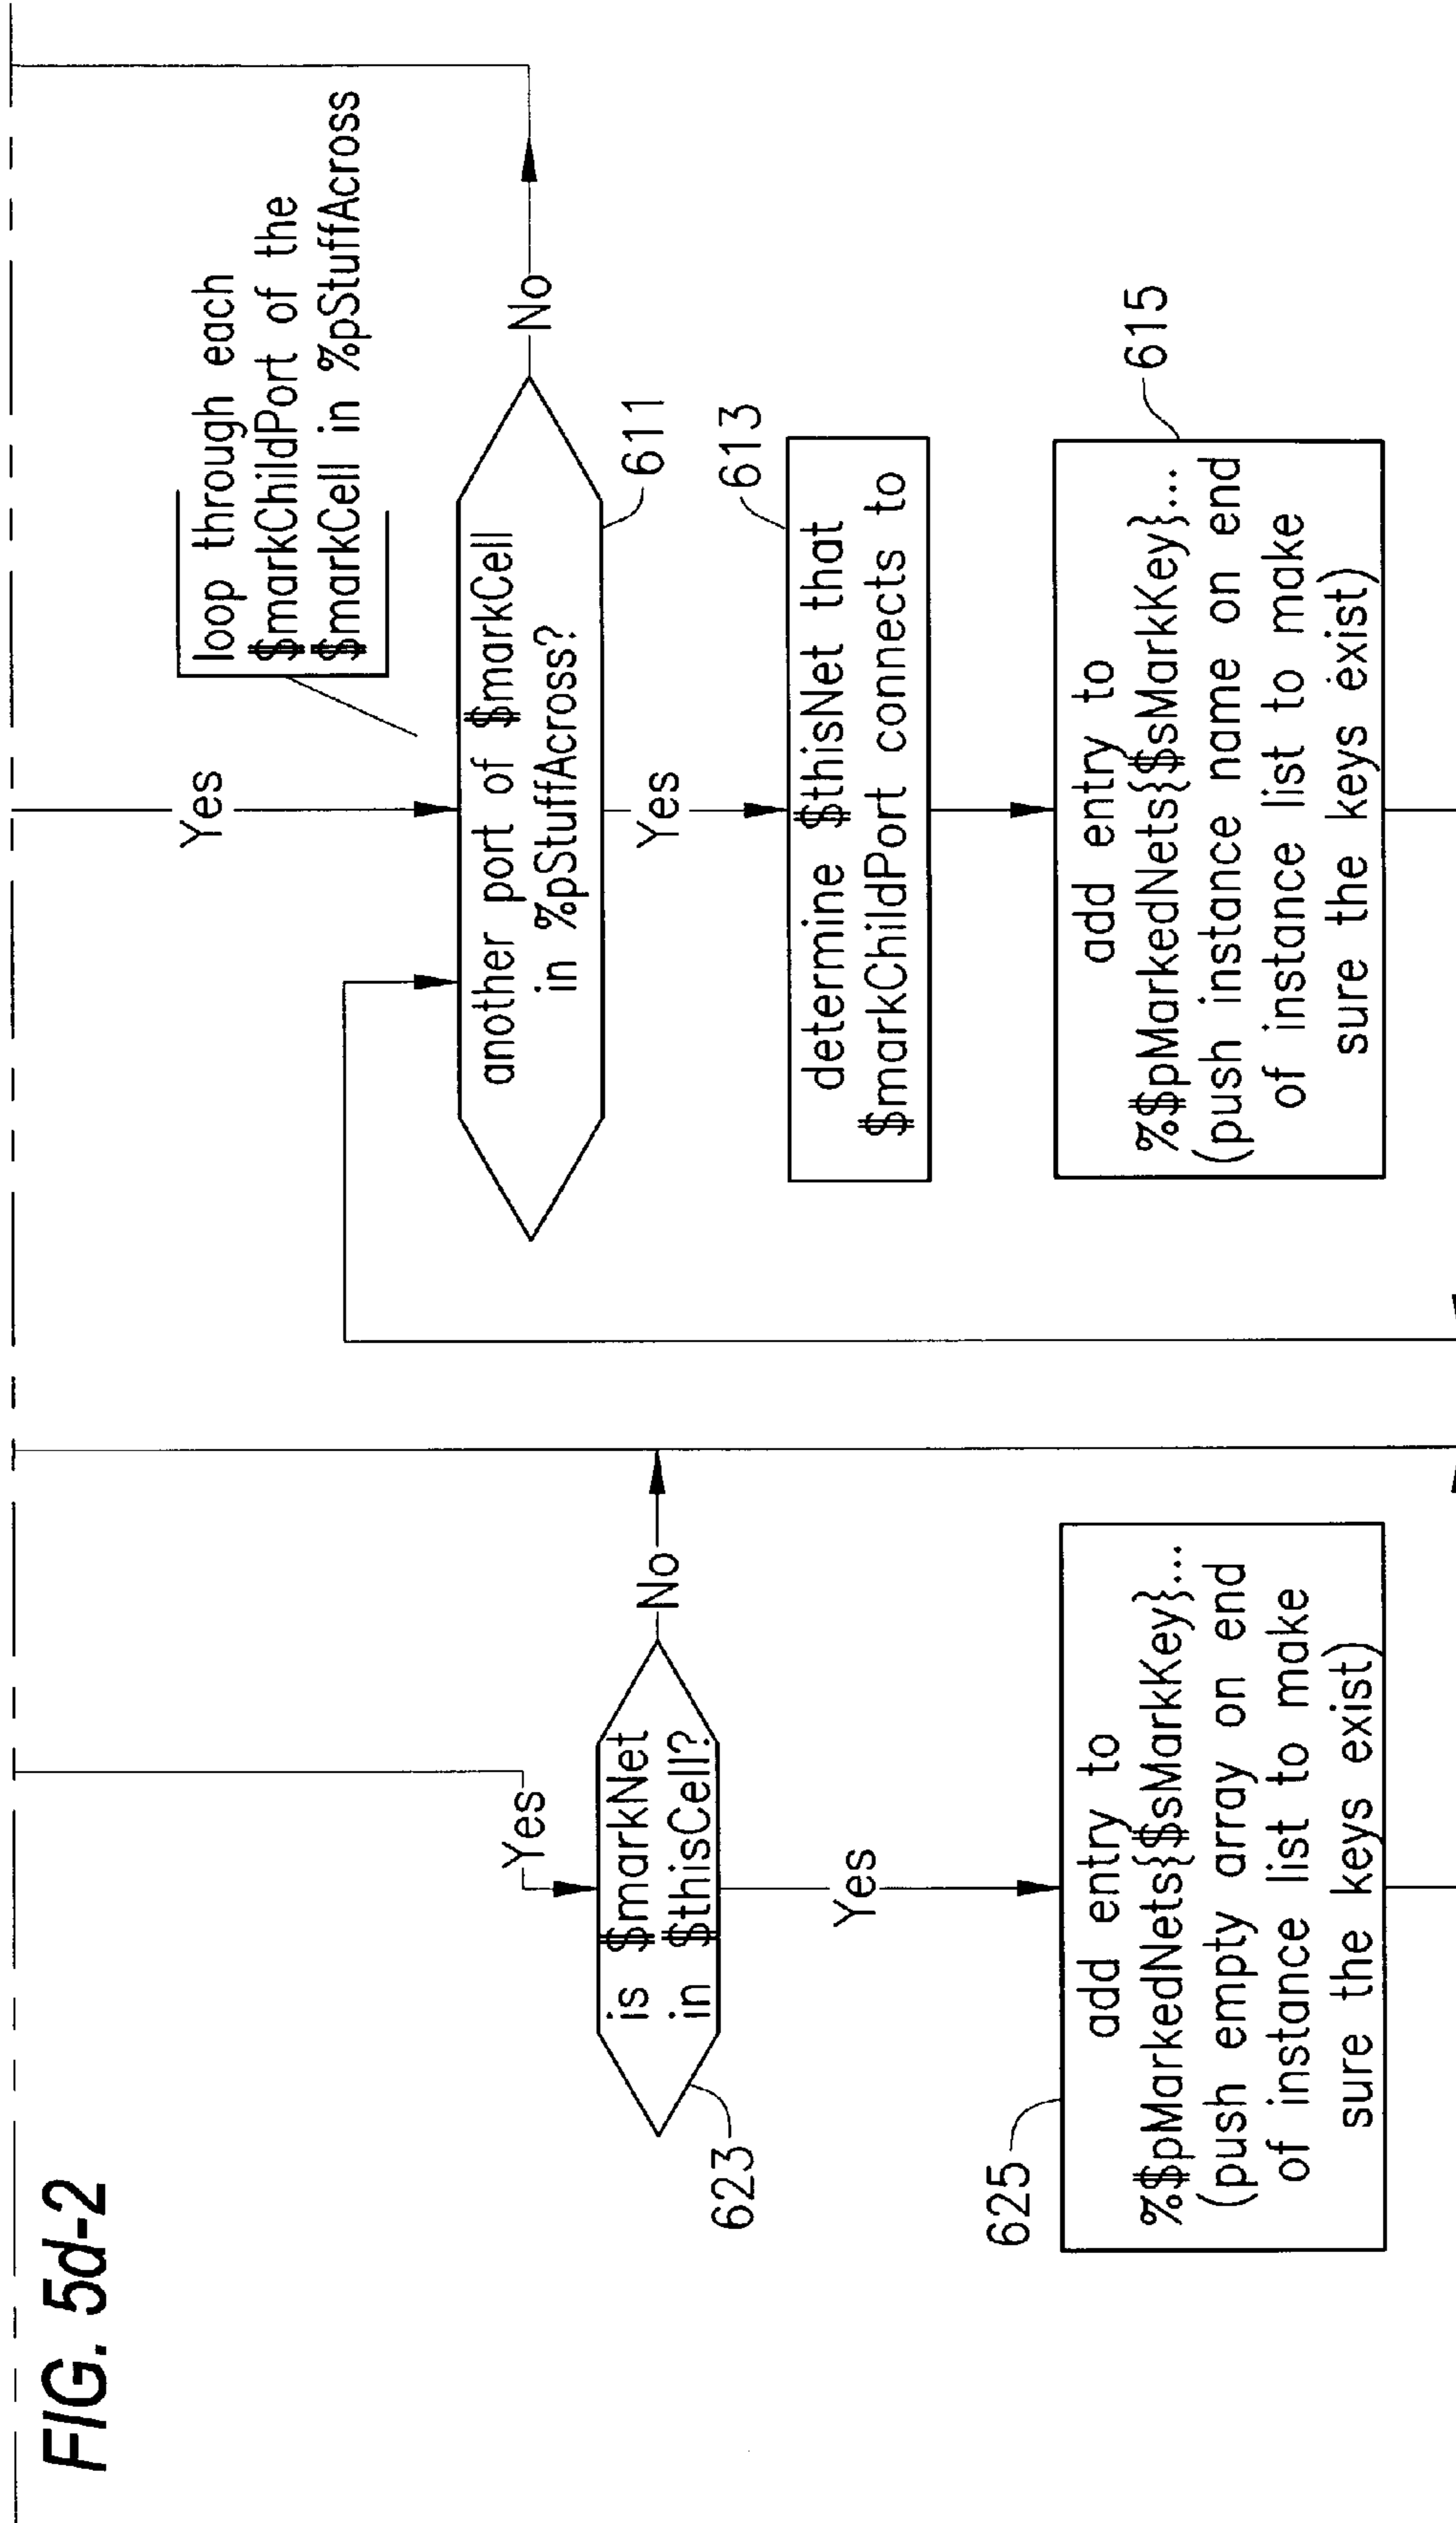 FIG. 5d-2
Yes
loop through each
$markChildPort of the
$markCell in %pStuffAcross
another port of $markCell
in %pStuffAcross?
No
611
Yes
613
determine $thisNet that
$markChildPort connects to
615
add entry to
%$pMarkedNets{$sMarkKey}...
(push instance name on end
of instance list to make
sure the keys exist)
Yes
is $markNet
in $thisCell?
No
623
Yes
625
add entry to
%$pMarkedNets{$sMarkKey}...
(push empty array on end
of instance list to make
sure the keys exist)